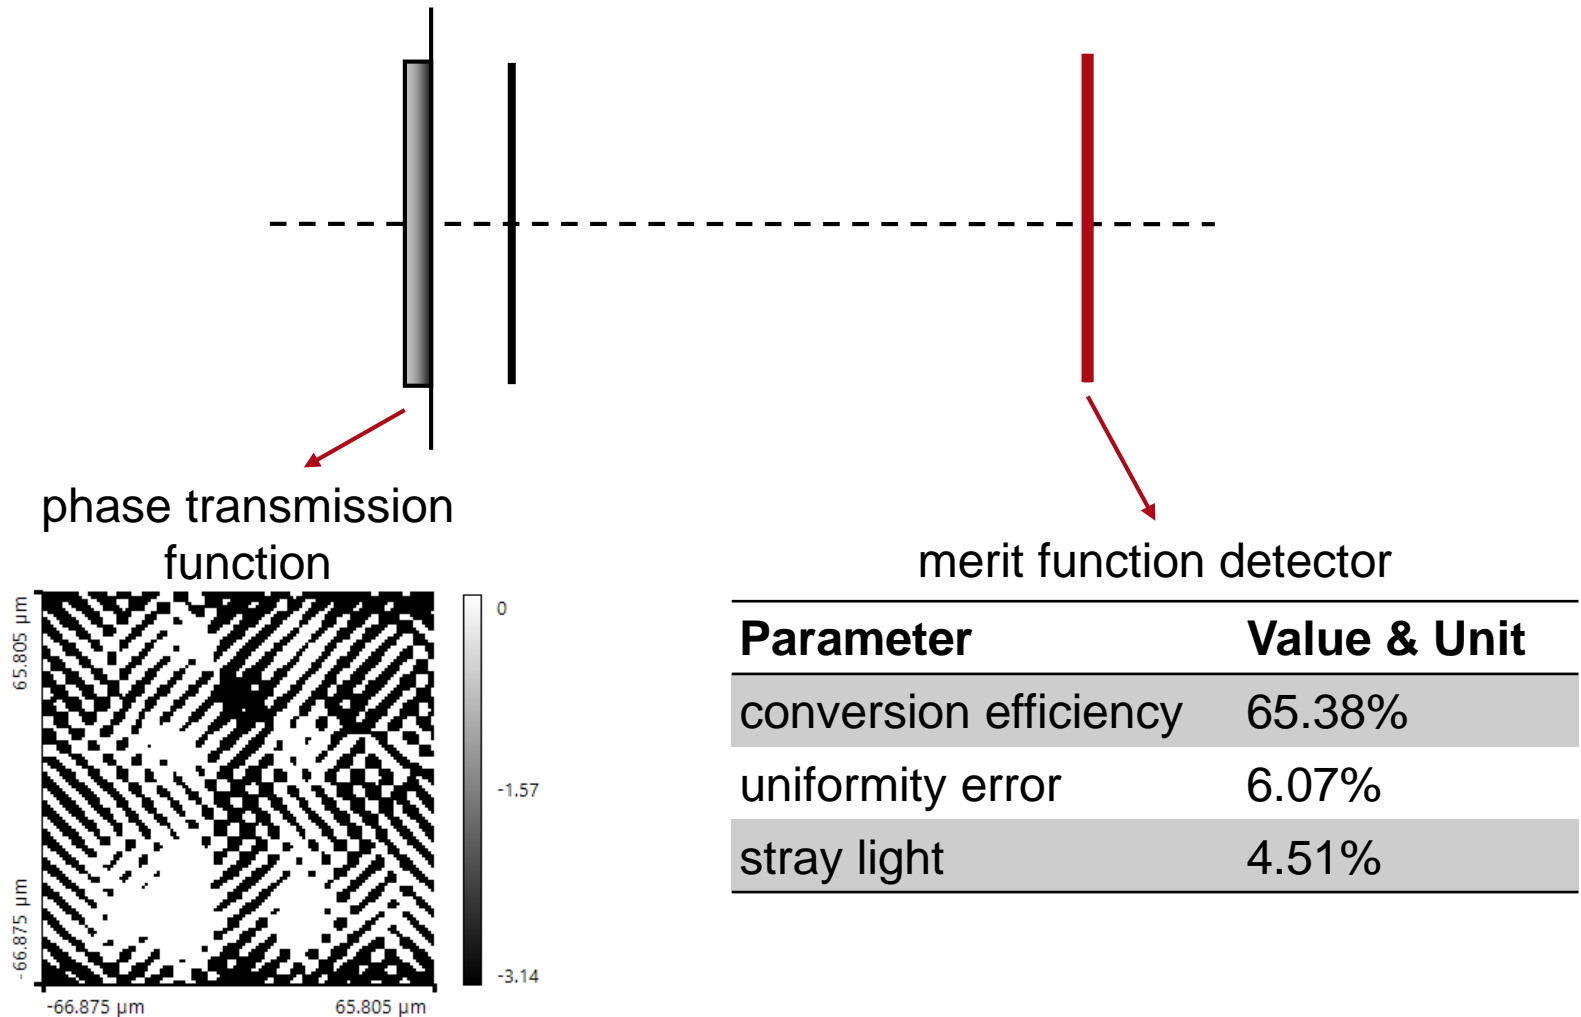 phase transmission
function
65.805 µm
-66.875 µm
-66.875 µm
65.805 µm
0
-1.57
-3.14
merit function detector
Parameter Value & Unit
conversion efficiency 65.38%
uniformity error 6.07%
stray light 4.51%